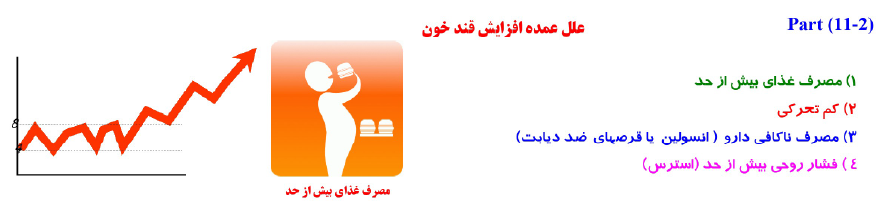 Part (11-2)
علل عمده افزایش قند خون
۱) مصرف غذای بیش از حد
۲) کم تحرکی
۳) مصرف ناکافی دارو ( انسولین یا قرصهای ضد دیابت)
٤) فشار روحی بیش از حد (استرس)
8
4
مصرف غذای بیش از حد